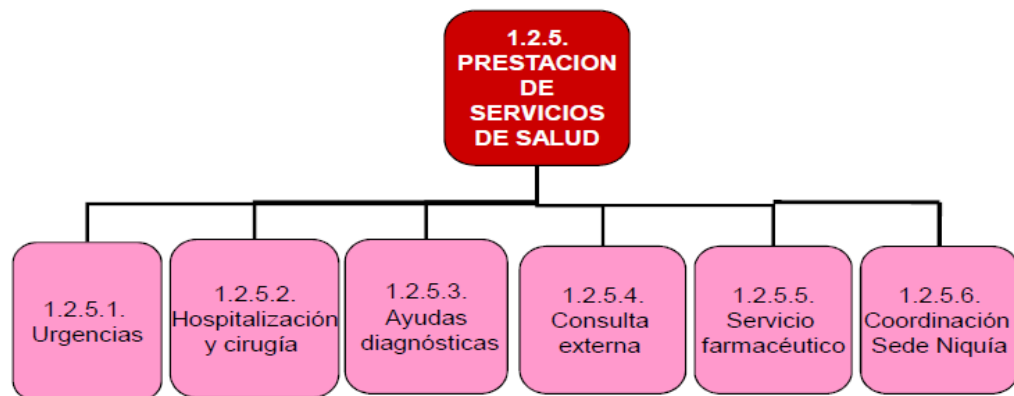 1.2.5.
PRESTACION
DE
SERVICIOS
DE SALUD
1.2.5.1.
Urgencias
1.2.5.2.
Hospitalización
y cirugía
1.2.5.3.
Ayudas
diagnósticas
1.2.5.4.
Consulta
externa
1.2.5.5.
Servicio
farmacéutico
1.2.5.6.
Coordinación
Sede Niquía